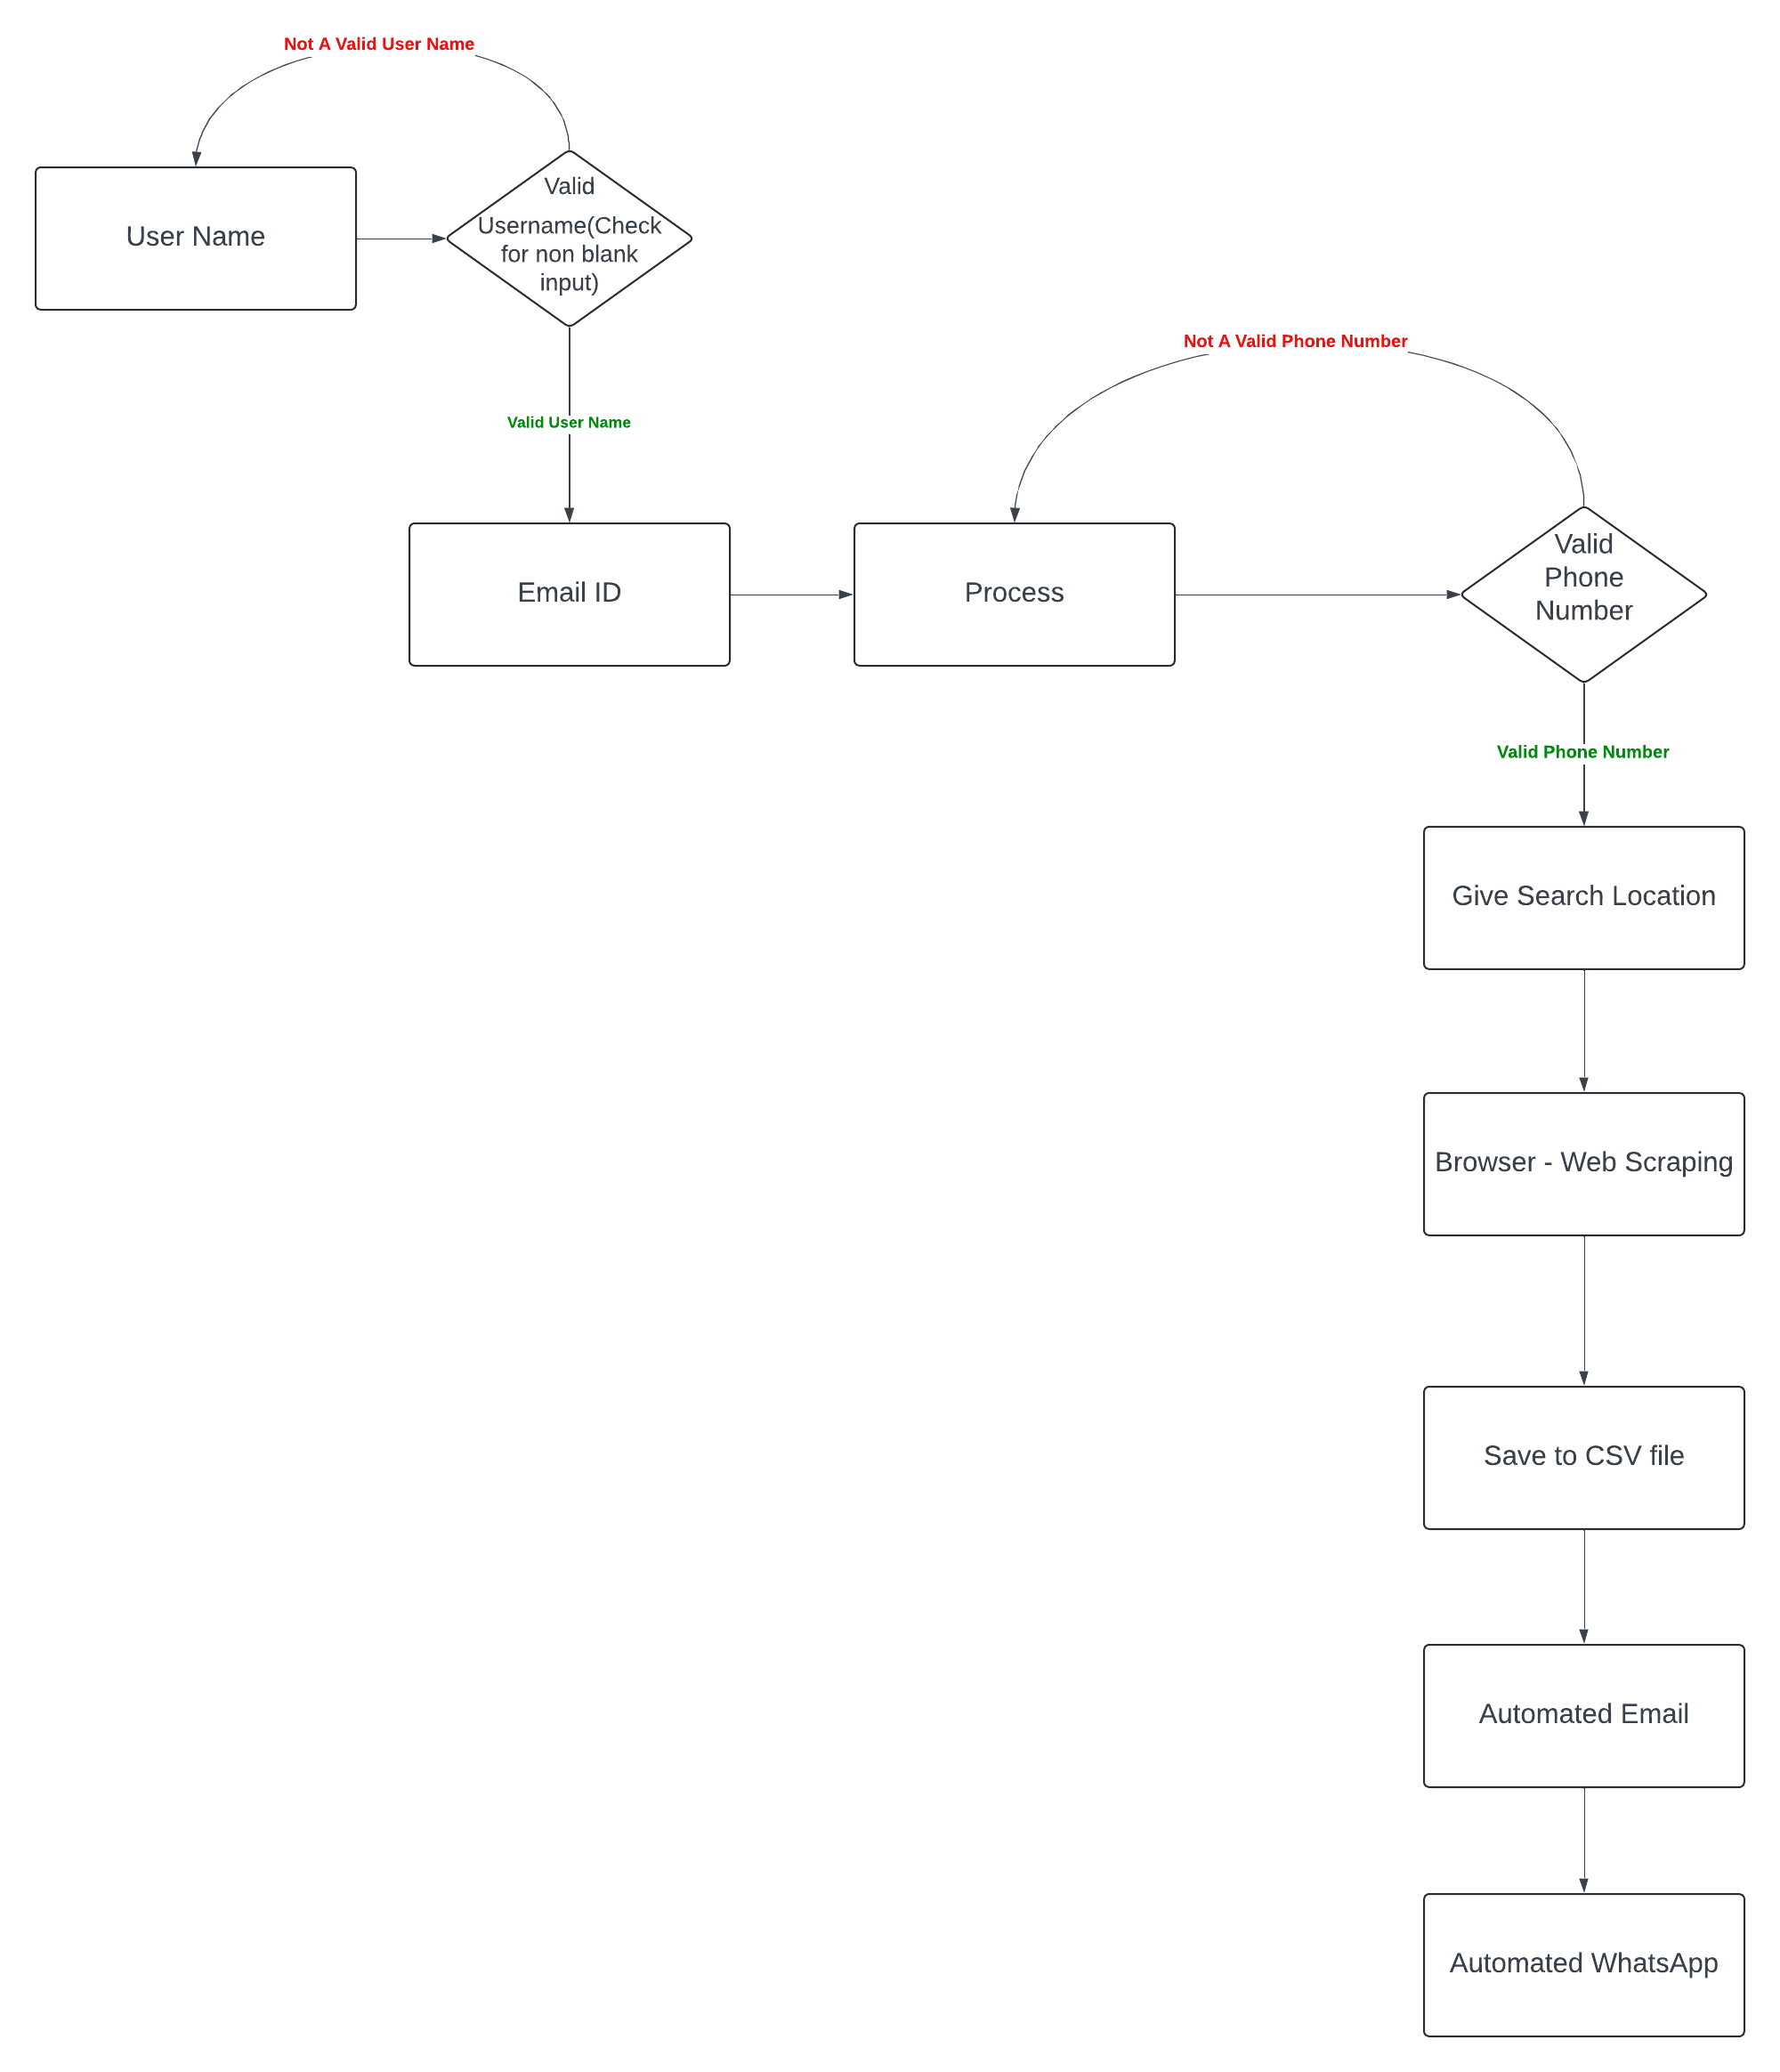 Not A Valid User Name
User Name
Valid
Username(Check
for non blank
input)
Valid User Name
Not A Valid Phone Number
Email ID
Process
Valid
Phone
Number
Valid Phone Number
Give Search Location
Browser - Web Scraping
Save to CSV file
Automated Email
Automated WhatsApp